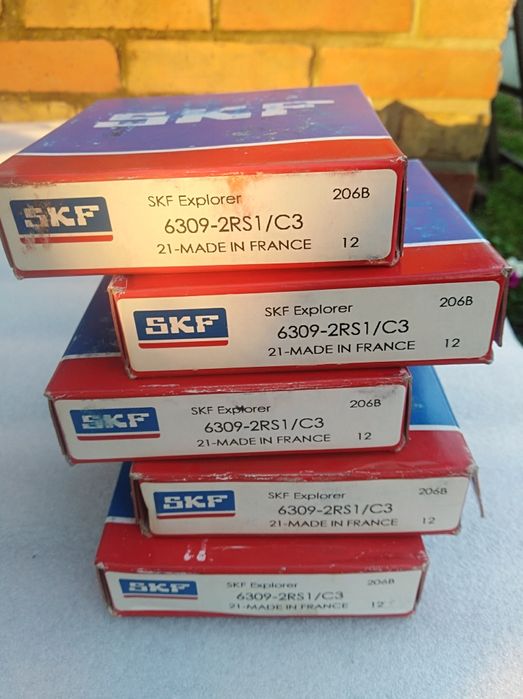 SKF
SKF
SKF Explorer 206B
6309-2RS1/C3
21-MADE IN FRANCE 12
SKF
SKF Explorer 206B
6309-2RS1/C3
21-MADE IN FRANCE 12
SKF
SKF Explorer 206B
6309-2RS1/C3
21-MADE IN FRANCE 12
SKF
SKF Explorer 206B
6309-2RS1/C3
21-MADE IN FRANCE 12
SKF
SKF Explorer 206B
6309-2RS1/C3
21-MADE IN FRANCE 12